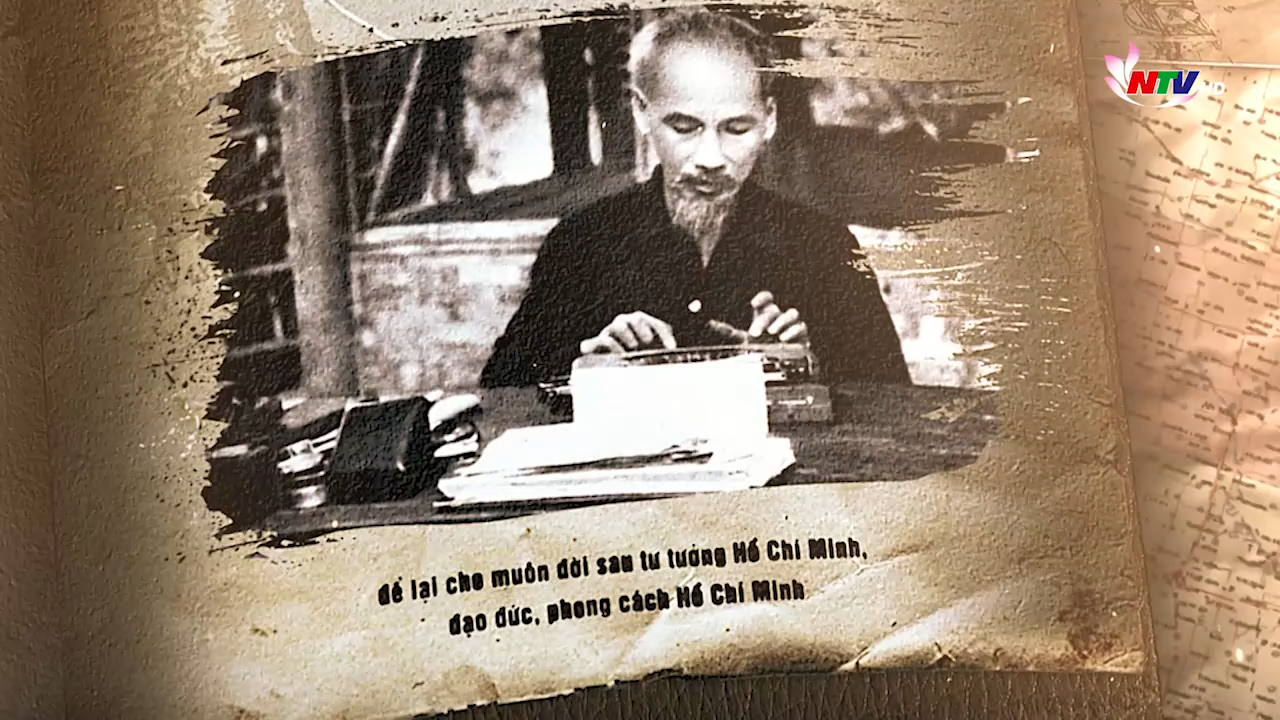 NTV HD
để lại cho muôn đời sau tư tưởng Hồ Chí Minh,
đạo đức, phong cách Hồ Chí Minh